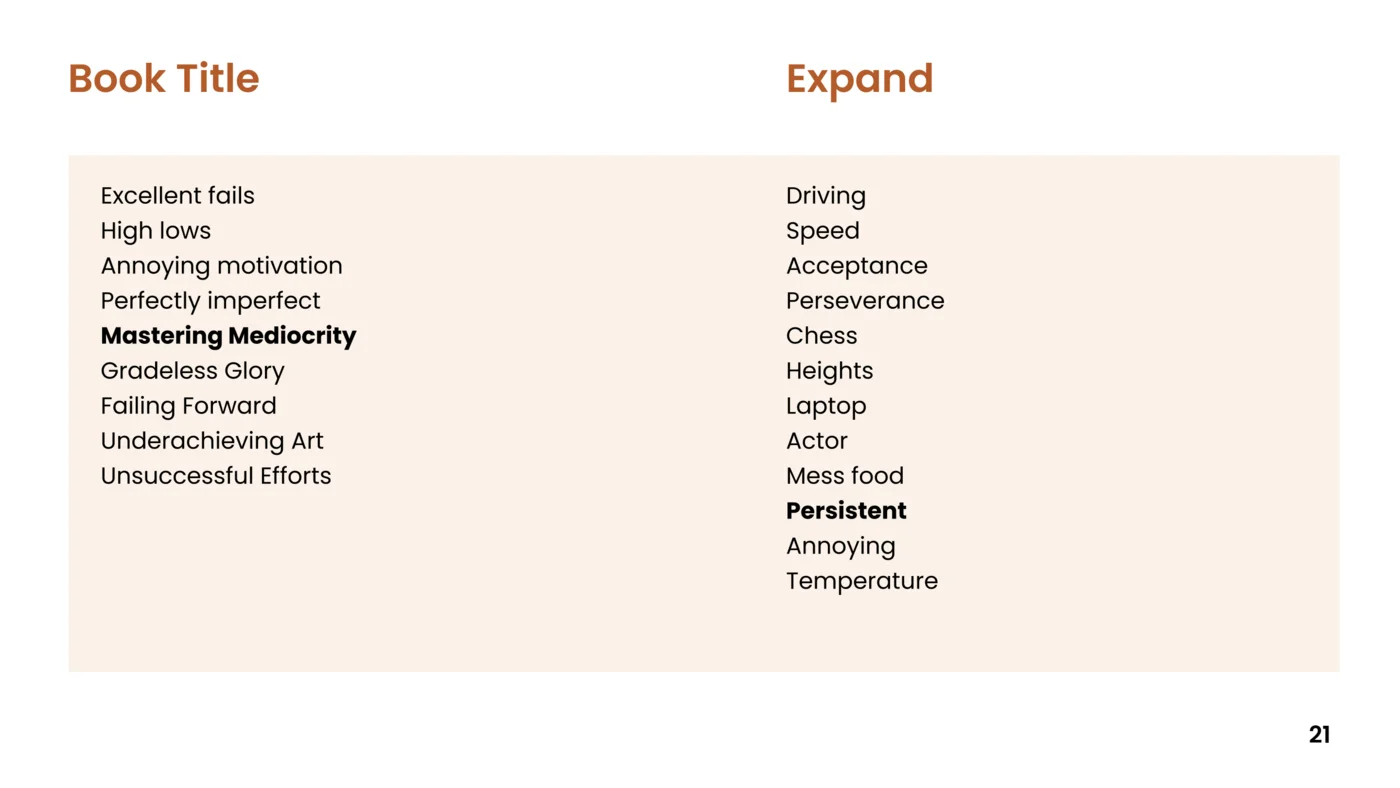 Book Title
Expand
Excellent fails
High lows
Annoying motivation
Perfectly imperfect
Mastering Mediocrity
Gradeless Glory
Failing Forward
Underachieving Art
Unsuccessful Efforts
Driving
Speed
Acceptance
Perseverance
Chess
Heights
Laptop
Actor
Mess food
Persistent
Annoying
Temperature
21